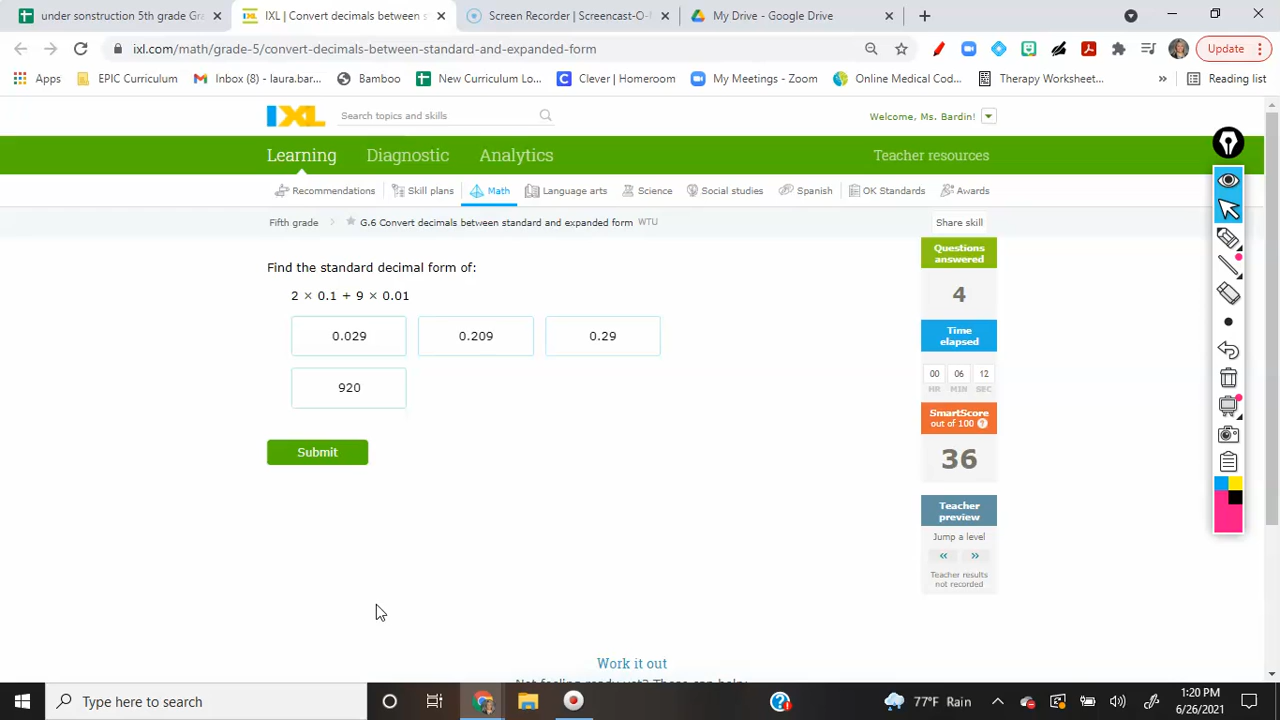 under sonstruction 5th grade Gra
IXL | Convert decimals between s
Screen Recorder | Screencast-O-
My Drive - Google Drive
ixl.com/math/grade-5/convert-decimals-between-standard-and-expanded-form
Update
Apps
EPIC Curriculum
Inbox (8) - laura.bar...
Bamboo
New Curriculum Lo...
Clever | Homeroom
My Meetings - Zoom
Online Medical Cod...
Therapy Worksheet...
»
Reading list
IXL
Search topics and skills
Welcome, Ms. Bardin!
Learning
Diagnostic
Analytics
Teacher resources
Recommendations
Skill plans
Math
Language arts
Science
Social studies
Spanish
OK Standards
Awards
Fifth grade
G.6 Convert decimals between standard and expanded form WTU
Share skill
Find the standard decimal form of:
2 × 0.1 + 9 × 0.01
0.029
0.209
0.29
920
Submit
Questions
answered
4
Time
elapsed
00 06 12
HR MIN SEC
SmartScore
out of 100 ?
36
Teacher
preview
Jump a level
« »
Teacher results
not recorded
Work it out
Type here to search
77°F Rain
1:20 PM
6/26/2021